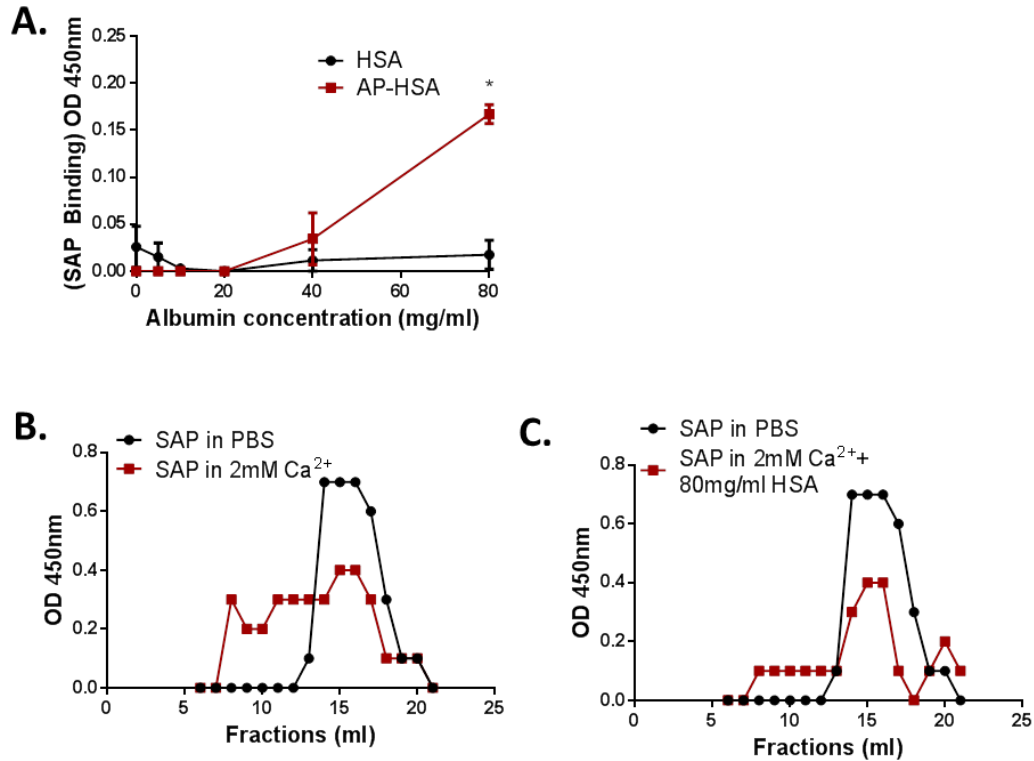 A.
HSA
AP-HSA
*
(SAP Binding) OD 450nm
0.25
0.20
0.15
0.10
0.05
0.00
0 20 40 60 80
Albumin concentration (mg/ml)
B.
SAP in PBS
SAP in 2mM Ca²⁺
OD 450nm
0.8
0.6
0.4
0.2
0.0
0 5 10 15 20 25
Fractions (ml)
C.
SAP in PBS
SAP in 2mM Ca²⁺+
80mg/ml HSA
OD 450nm
0.8
0.6
0.4
0.2
0.0
0 5 10 15 20 25
Fractions (ml)